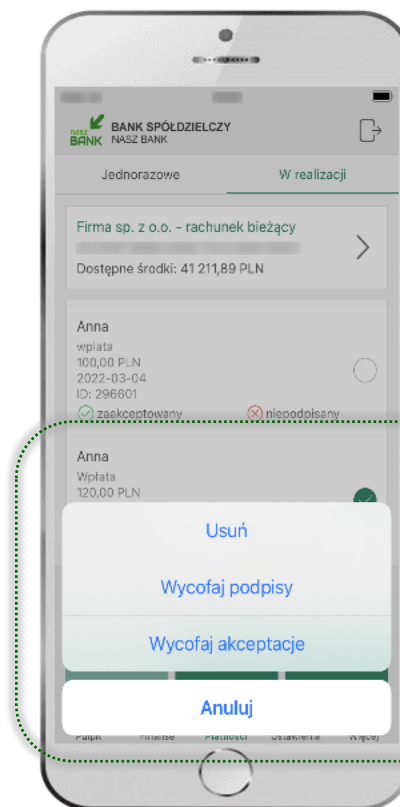 nasz
BANK
BANK SPÓŁDZIELCZY
NASZ BANK
Jednorazowe
W realizacji
Firma sp. z o.o. - rachunek bieżący
Dostępne środki: 41 211,89 PLN
Anna
wplata
100,00 PLN
2022-03-04
ID: 296601
zaakceptowany
niepodpisany
Anna
Wpłata
120,00 PLN
Usuń
Wycofaj podpisy
Wycofaj akceptacje
Anuluj
Pulpit Finanse Płatności Ustawienia Więcej